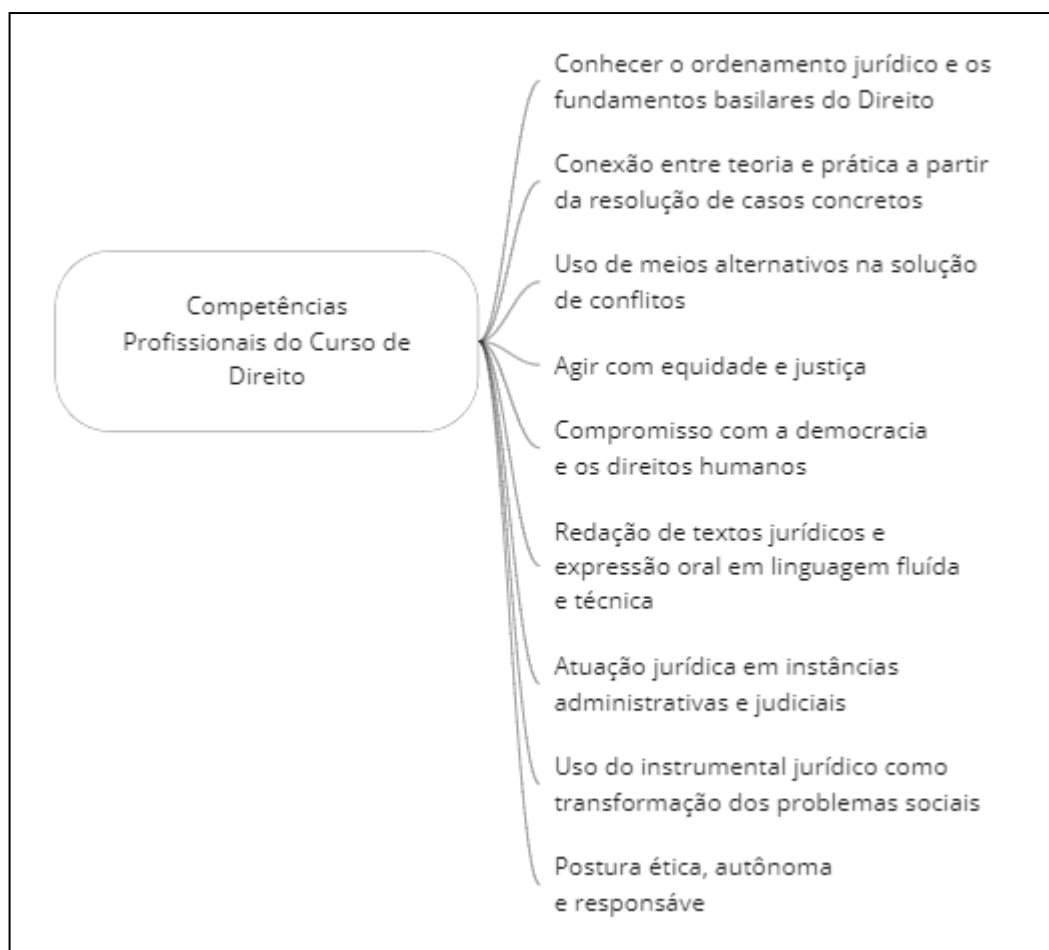 Competências
Profissionais do Curso de
Direito
Conhecer o ordenamento jurídico e os
fundamentos basilares do Direito
Conexão entre teoria e prática a partir
da resolução de casos concretos
Uso de meios alternativos na solução
de conflitos
Agir com equidade e justiça
Compromisso com a democracia
e os direitos humanos
Redação de textos jurídicos e
expressão oral em linguagem fluída
e técnica
Atuação jurídica em instâncias
administrativas e judiciais
Uso do instrumental jurídico como
transformação dos problemas sociais
Postura ética, autônoma
e responsáve